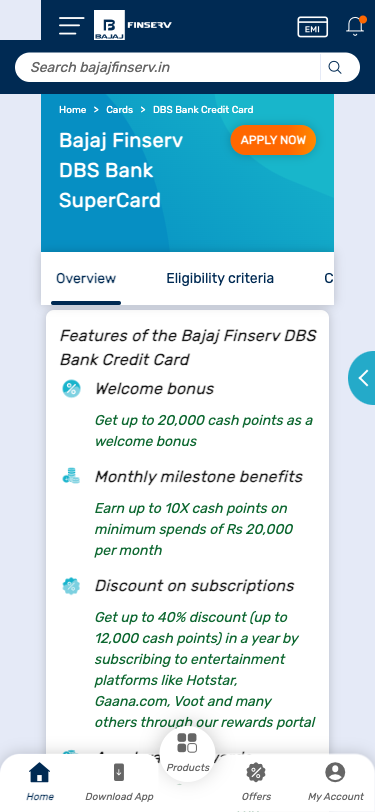 BAJAJ
FINSERV
EMI
Search bajajfinserv.in
Home > Cards > DBS Bank Credit Card
Bajaj Finserv
DBS Bank
SuperCard
APPLY NOW
Overview
Eligibility criteria
C
Features of the Bajaj Finserv DBS
Bank Credit Card
Welcome bonus
Get up to 20,000 cash points as a
welcome bonus
Monthly milestone benefits
Earn up to 10X cash points on
minimum spends of Rs 20,000
per month
Discount on subscriptions
Get up to 40% discount (up to
12,000 cash points) in a year by
subscribing to entertainment
platforms like Hotstar,
Gaana.com, Voot and many
others through our rewards portal
Home
Download App
Products
Offers
My Account